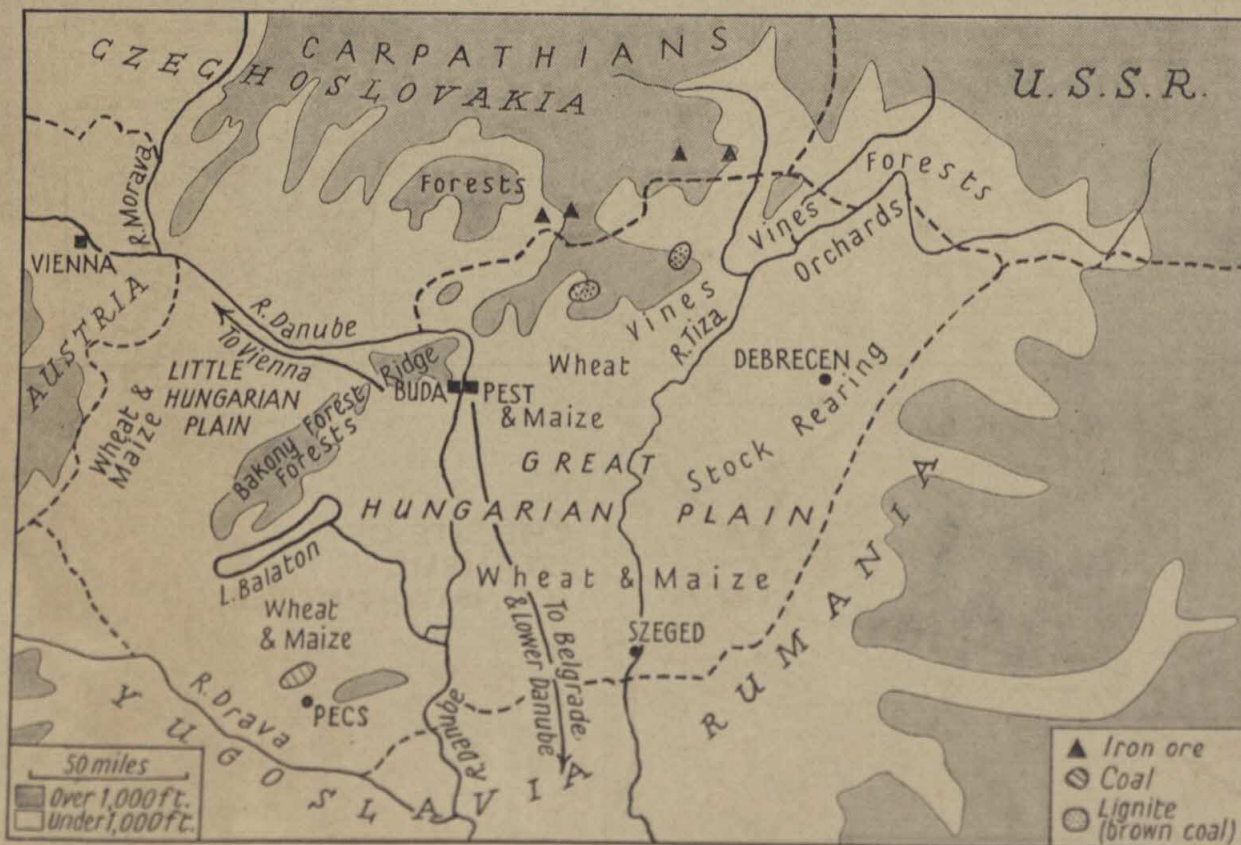 CARPATHIANS
CZECHOSLOVAKIA
U.S.S.R.
R. Morava
Forests
Forests
Vines
Orchards
VIENNA
AUSTRIA
R. Danube
To Vienna
Vines
R. Tiza
LITTLE
HUNGARIAN
PLAIN
Ridge
BUDA
PEST
Wheat
& Maize
DEBRECEN
Stock Rearing
Wheat &
Maize
Bakony Forest
Forests
GREAT
HUNGARIAN PLAIN
L. Balaton
Wheat & Maize
Wheat
& Maize
To Belgrade
& Lower Danube
SZEGED
RUMANIA
PECS
R. Drava
R. Danube
YUGOSLAVIA
50 miles
Over 1,000 ft.
Under 1,000 ft.
Iron ore
Coal
Lignite
(brown coal)